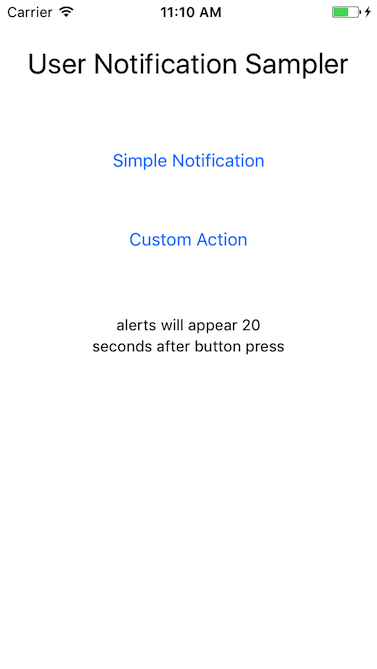 Carrier 11:10 AM
User Notification Sampler
Simple Notification
Custom Action
alerts will appear 20
seconds after button press